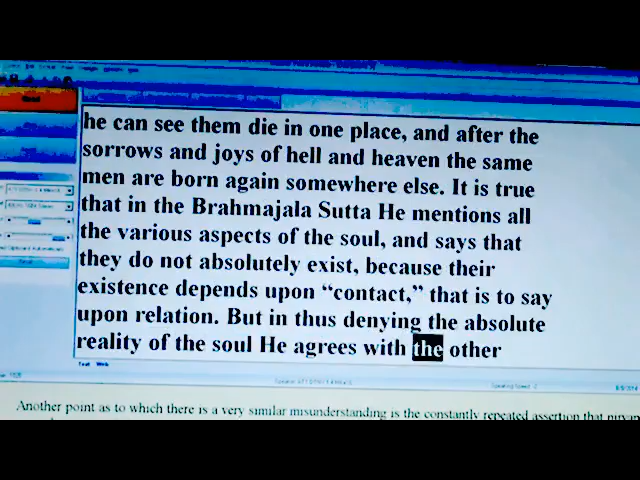 he can see them die in one place, and after the
sorrows and joys of hell and heaven the same
men are born again somewhere else. It is true
that in the Brahmajala Sutta He mentions all
the various aspects of the soul, and says that
they do not absolutely exist, because their
existence depends upon “contact,” that is to say
upon relation. But in thus denying the absolute
reality of the soul He agrees with the other
Text Web
Another point as to which there is a very similar misunderstanding is the constantly repeated assertion that